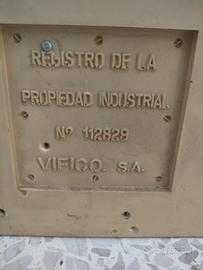 REGISTRO DE LA
PROPIEDAD INDUSTRIAL
Nº 112829
VIFICO. S.A.